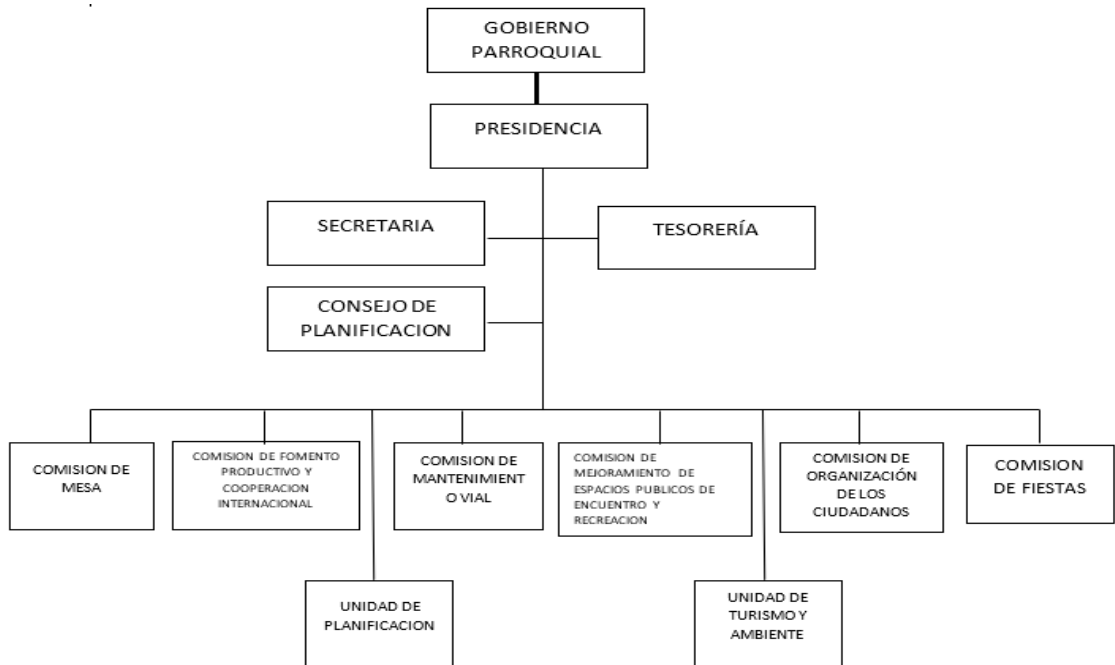 GOBIERNO
PARROQUIAL
PRESIDENCIA
SECRETARIA
TESORERÍA
CONSEJO DE
PLANIFICACION
COMISION DE
MESA
COMISION DE FOMENTO
PRODUCTIVO Y
COOPERACION
INTERNACIONAL
COMISION DE
MANTENIMIENT
O VIAL
COMISION DE
MEJORAMIENTO DE
ESPACIOS PUBLICOS DE
ENCUENTRO Y
RECREACION
COMISION DE
ORGANIZACIÓN
DE LOS
CIUDADANOS
COMISION
DE FIESTAS
UNIDAD DE
PLANIFICACION
UNIDAD DE
TURISMO Y
AMBIENTE